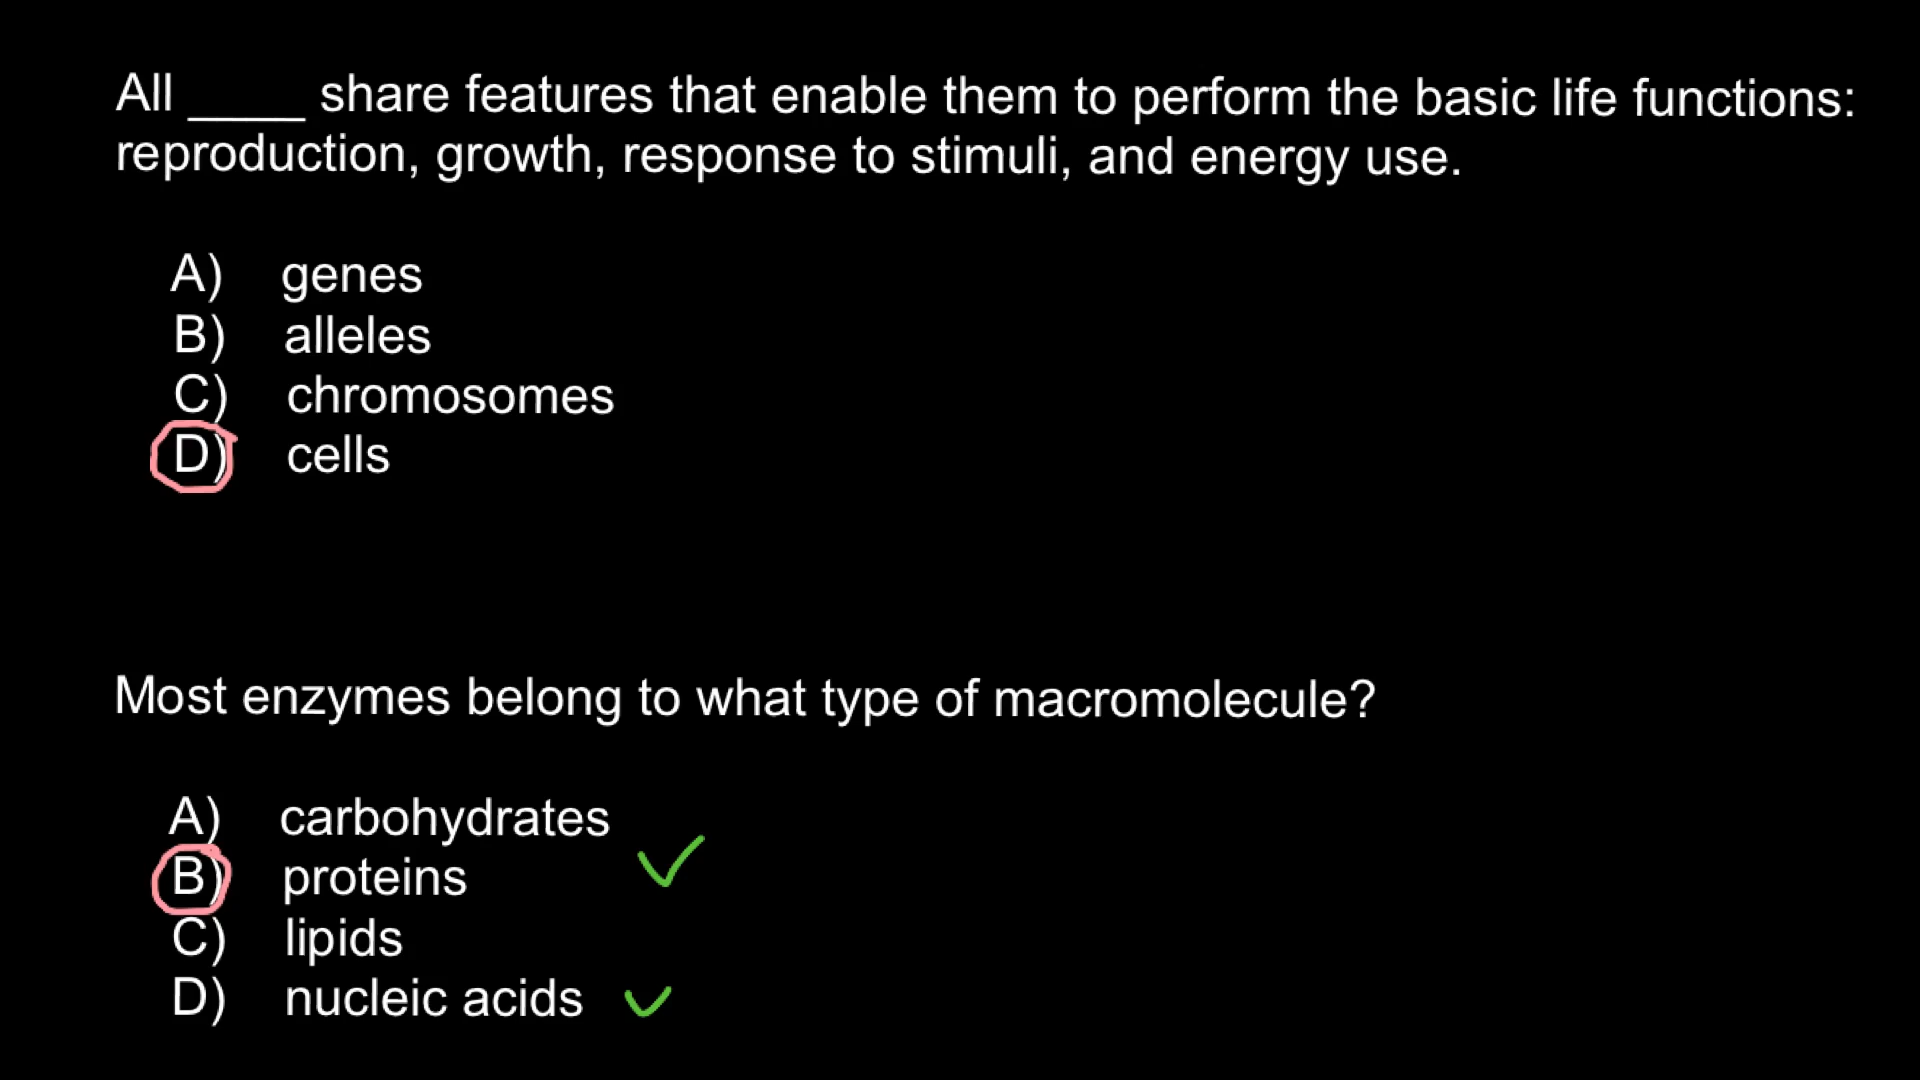 All ____ share features that enable them to perform the basic life functions:
reproduction, growth, response to stimuli, and energy use.
A) genes
B) alleles
C) chromosomes
D) cells
Most enzymes belong to what type of macromolecule?
A) carbohydrates
B) proteins
C) lipids
D) nucleic acids